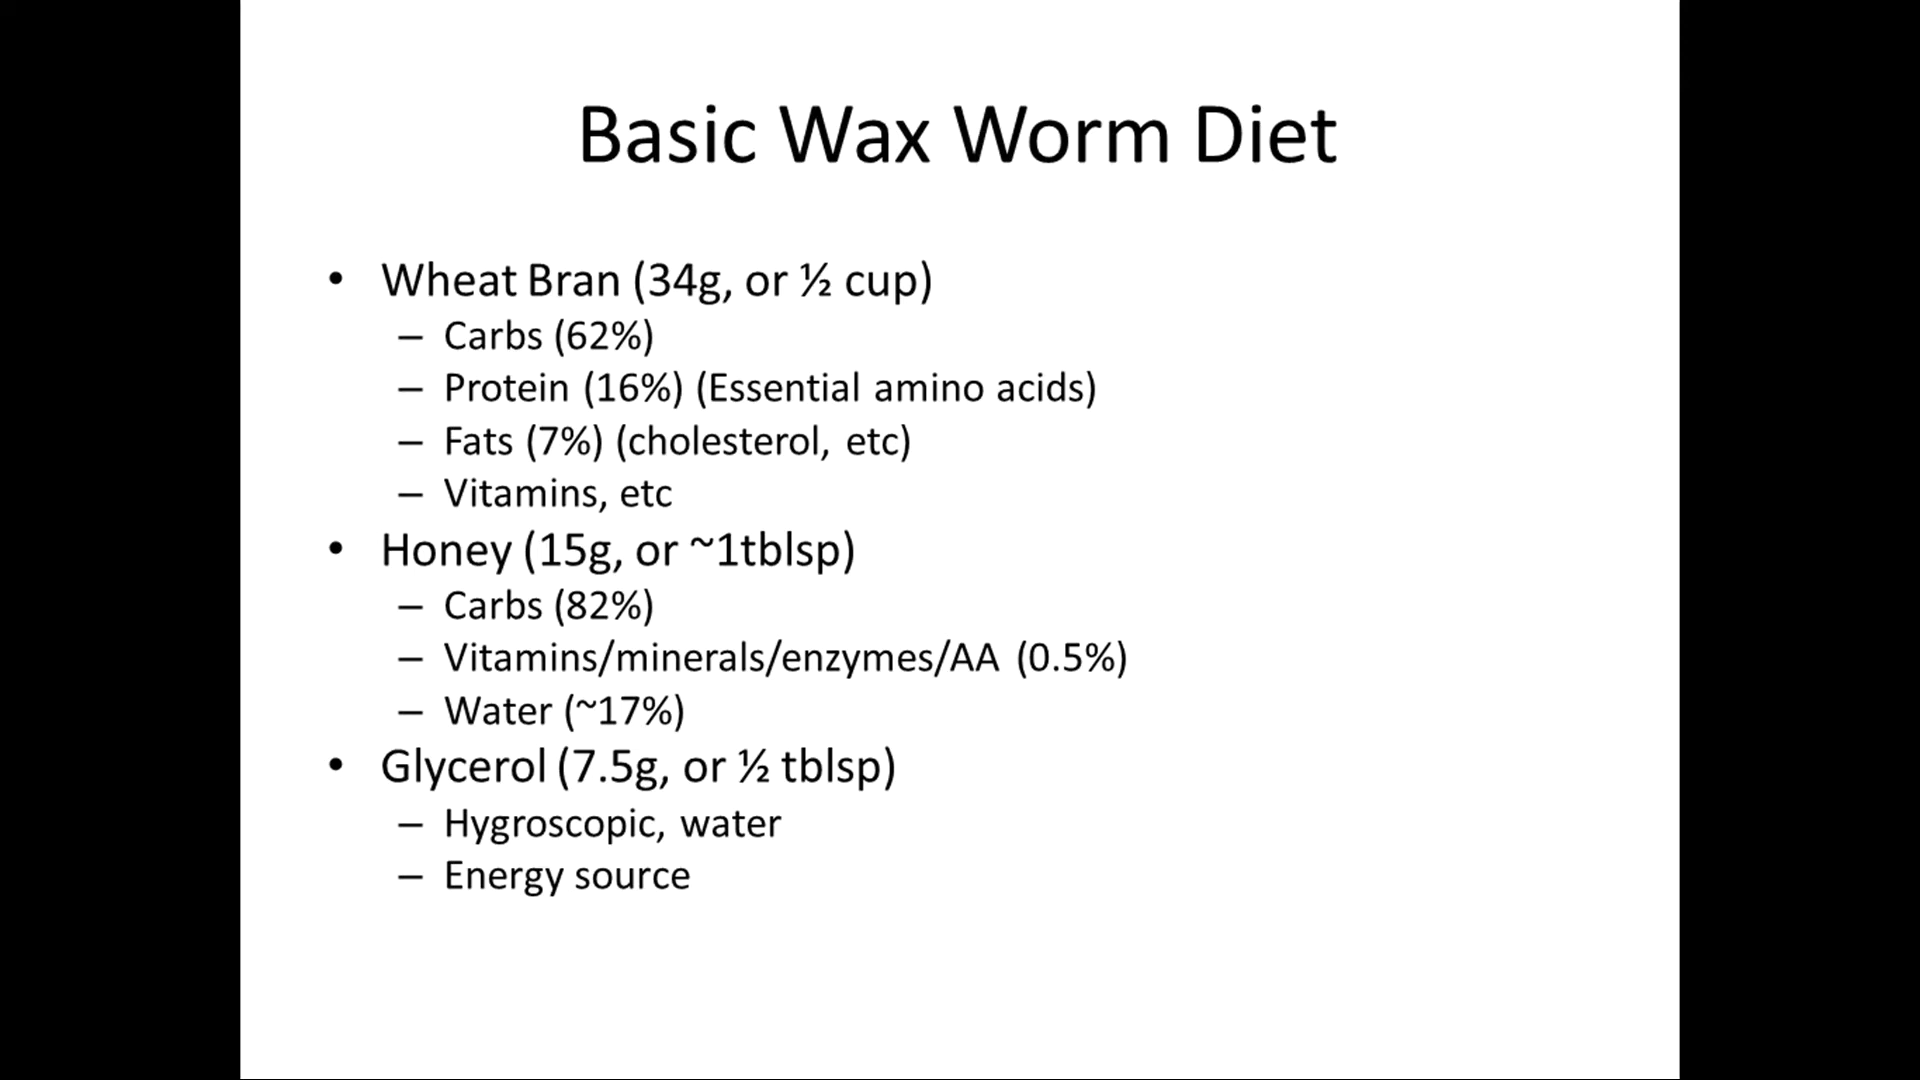 Basic Wax Worm Diet
• Wheat Bran (34g, or ½ cup)
– Carbs (62%)
– Protein (16%) (Essential amino acids)
– Fats (7%) (cholesterol, etc)
– Vitamins, etc
• Honey (15g, or ~1tblsp)
– Carbs (82%)
– Vitamins/minerals/enzymes/AA (0.5%)
– Water (~17%)
• Glycerol (7.5g, or ½ tblsp)
– Hygroscopic, water
– Energy source